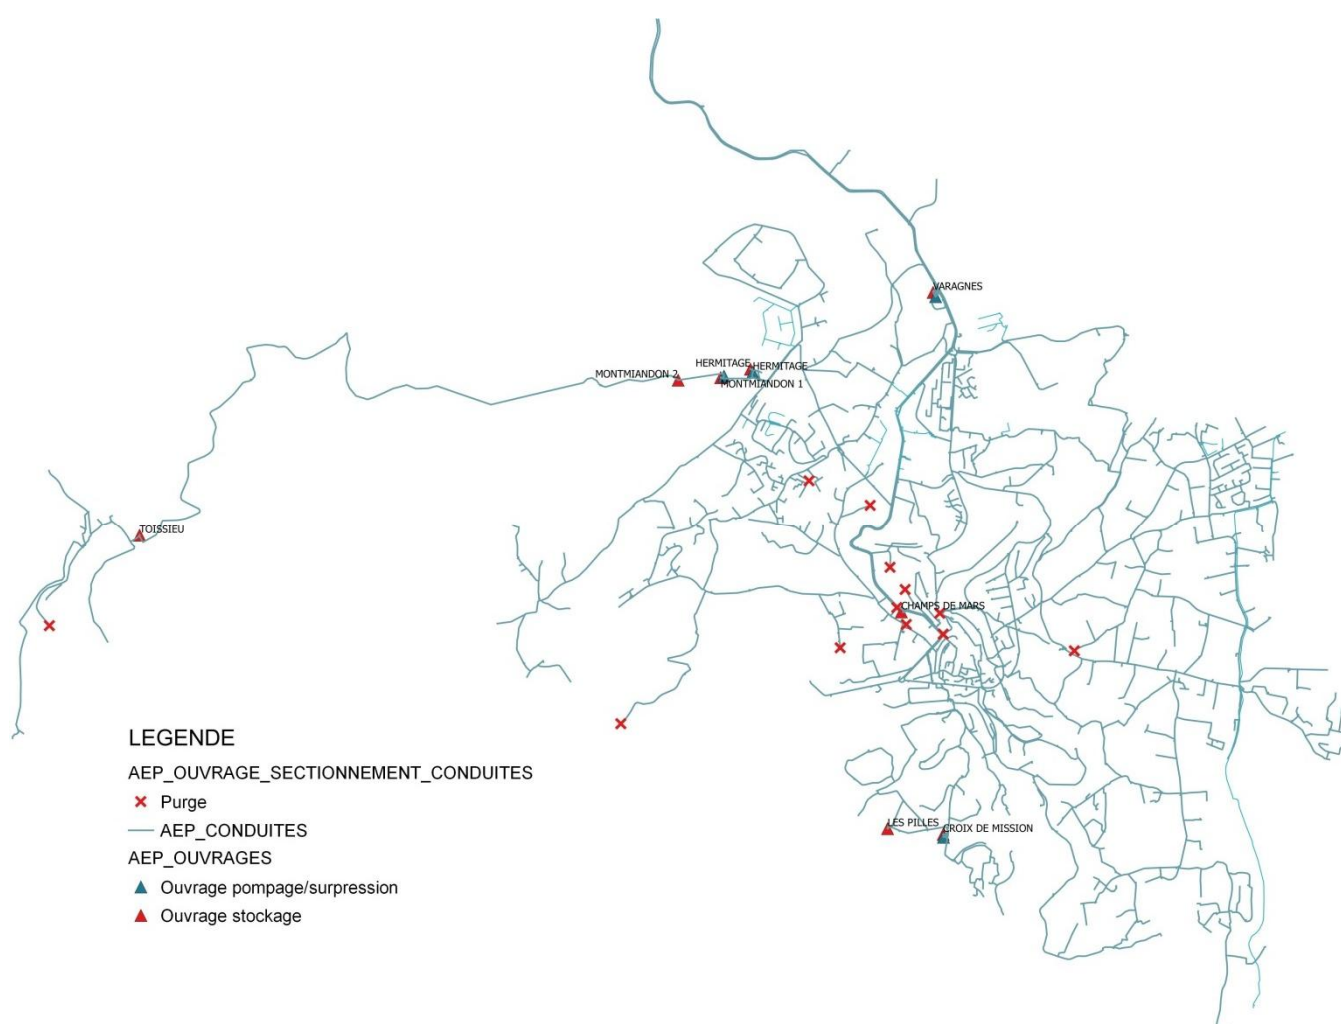 VARAGNES
HERMITAGE
HERMITAGE
MONTMIANDON 2
MONTMIANDON 1
TOISSIEU
CHAMPS DE MARS
LES PILLES
CROIX DE MISSION
LEGENDE
AEP_OUVRAGE_SECTIONNEMENT_CONDUITES
Purge
AEP_CONDUITES
AEP_OUVRAGES
Ouvrage pompage/surpression
Ouvrage stockage